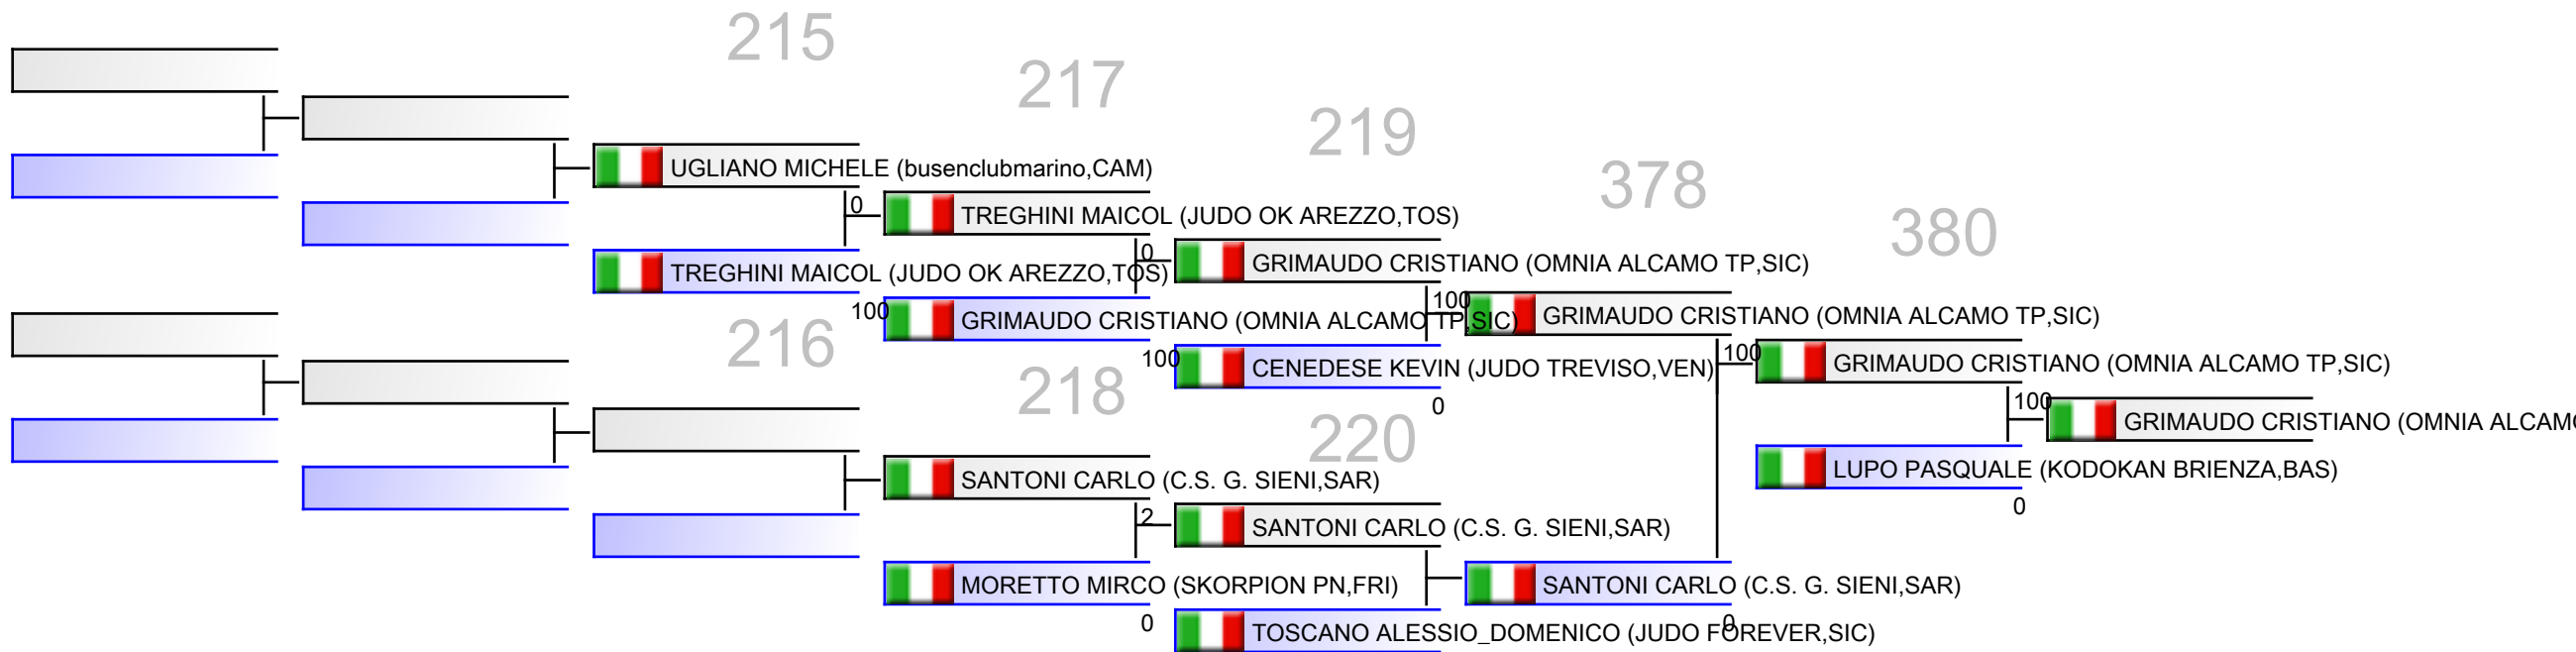 215
217
219
378
380
UGLIANO MICHELE (busenclubmarino,CAM)
0
TREGHINI MAICOL (JUDO OK AREZZO,TOS)
0
TREGHINI MAICOL (JUDO OK AREZZO,TOS)
100
GRIMAUDO CRISTIANO (OMNIA ALCAMO TP,SIC)
100
GRIMAUDO CRISTIANO (OMNIA ALCAMO TP,SIC)
100
CENEDESE KEVIN (JUDO TREVISO,VEN)
0
GRIMAUDO CRISTIANO (OMNIA ALCAMO TP,SIC)
100
GRIMAUDO CRISTIANO (OMNIA ALCAMO TP,SIC)
100
GRIMAUDO CRISTIANO (OMNIA ALCAM
LUPO PASQUALE (KODOKAN BRIENZA,BAS)
0
216
218
220
SANTONI CARLO (C.S. G. SIENI,SAR)
2
SANTONI CARLO (C.S. G. SIENI,SAR)
MORETTO MIRCO (SKORPION PN,FRI)
0
SANTONI CARLO (C.S. G. SIENI,SAR)
0
TOSCANO ALESSIO_DOMENICO (JUDO FOREVER,SIC)